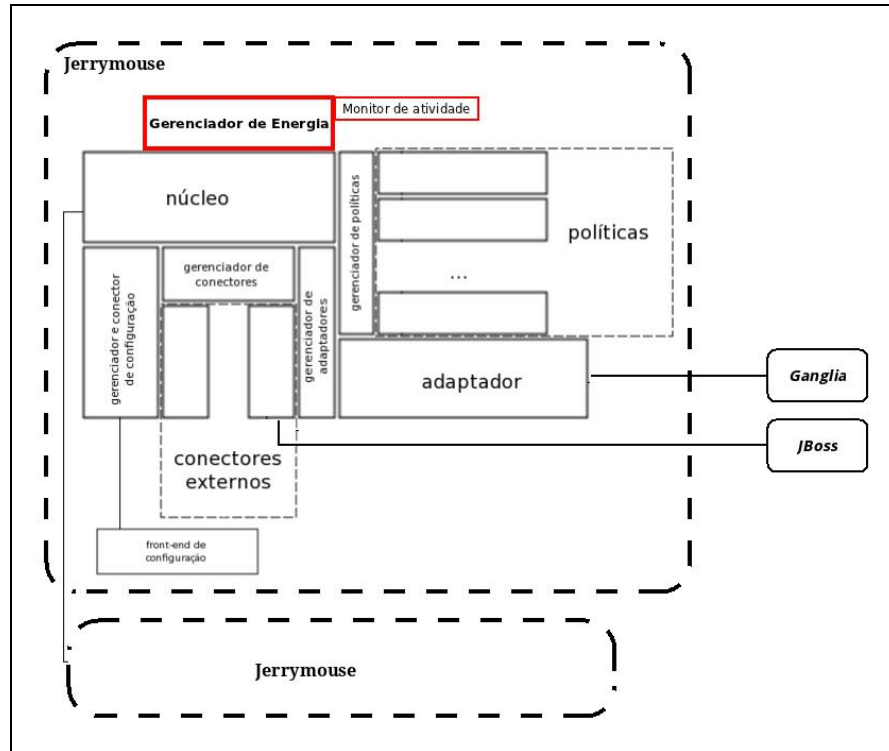 Jerrymouse
Gerenciador de Energia
Monitor de atividade
núcleo
gerenciador de políticas
políticas
...
gerenciador e conector
de configuração
gerenciador de
conectores
gerenciador de
adaptadores
adaptador
Ganglia
JBoss
conectores
externos
front-end de
configuração
Jerrymouse